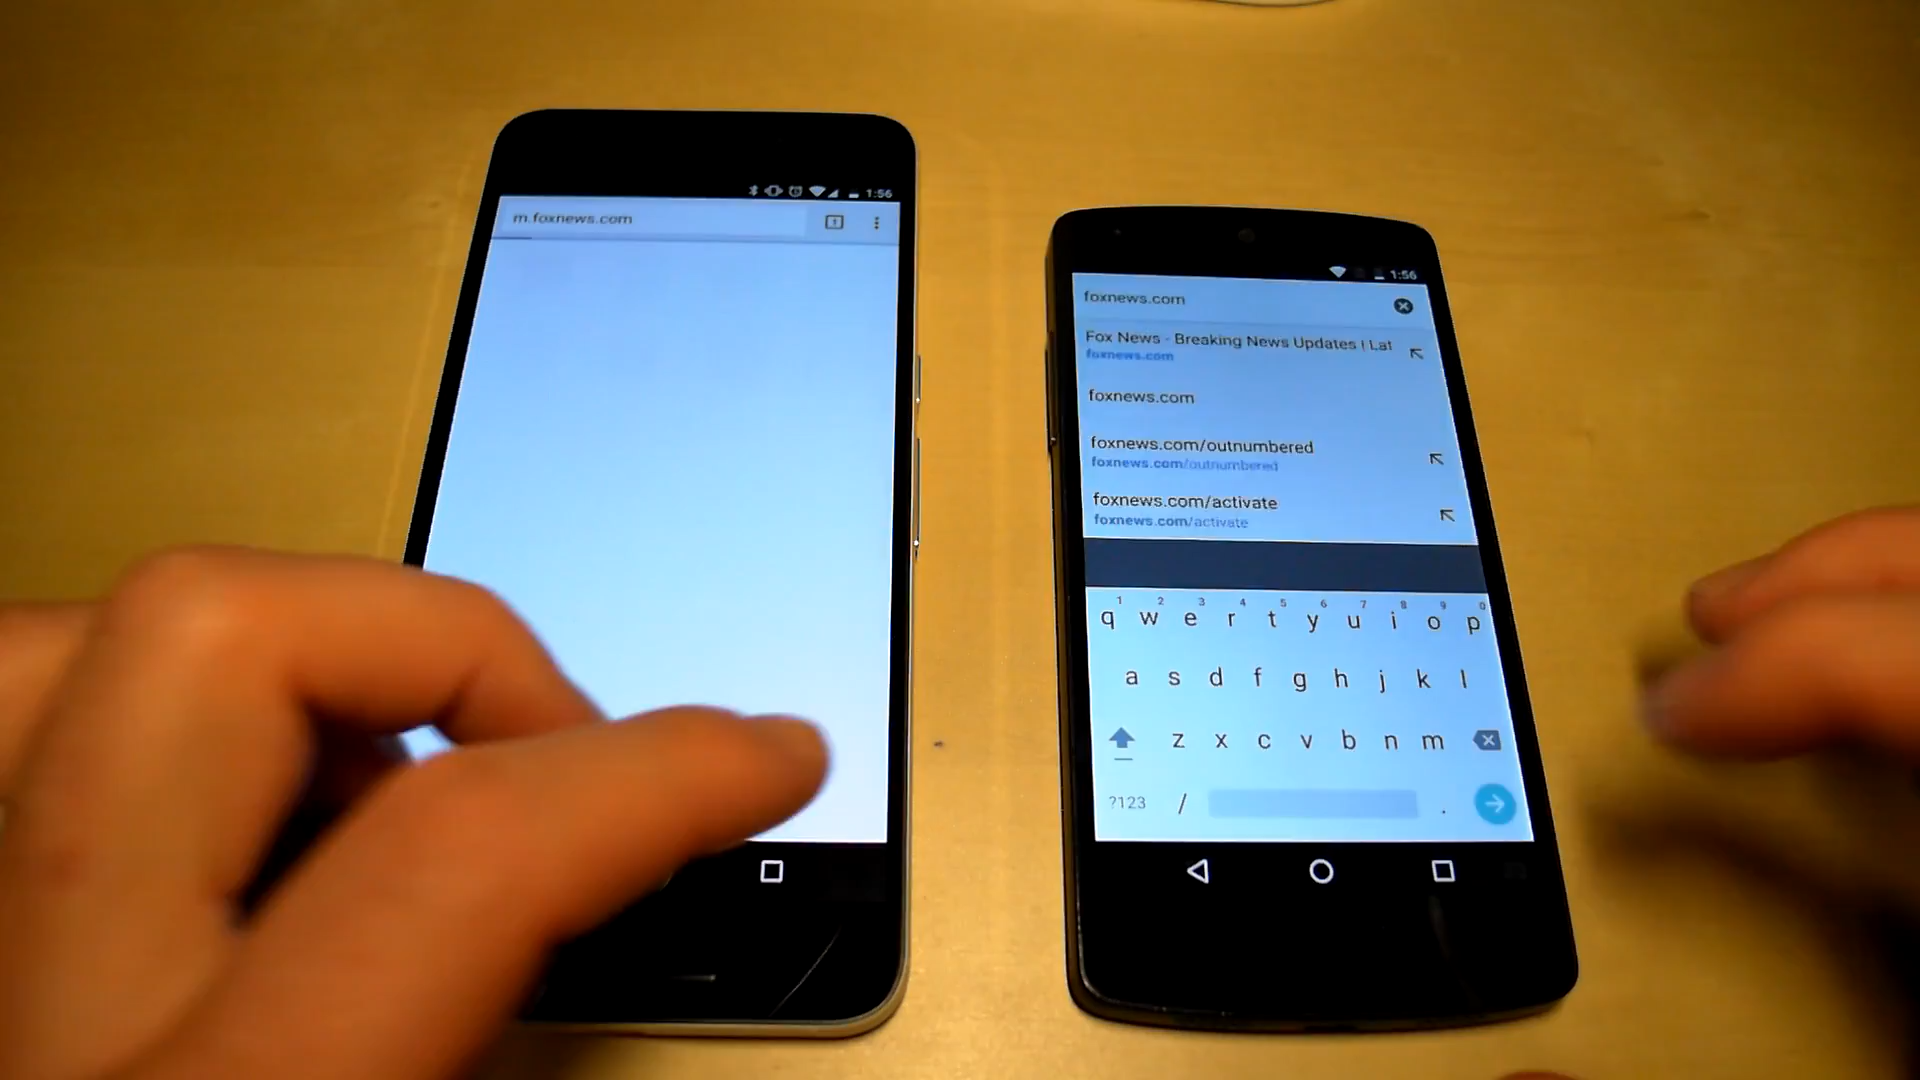 1:56
m.foxnews.com
1:56
foxnews.com
Fox News - Breaking News Updates | Lat
foxnews.com
foxnews.com
foxnews.com/outnumbered
foxnews.com/outnumbered
foxnews.com/activate
foxnews.com/activate
1 2 3 4 5 6 7 8 9 0
q w e r t y u i o p
a s d f g h j k l
z x c v b n m
?123 / .